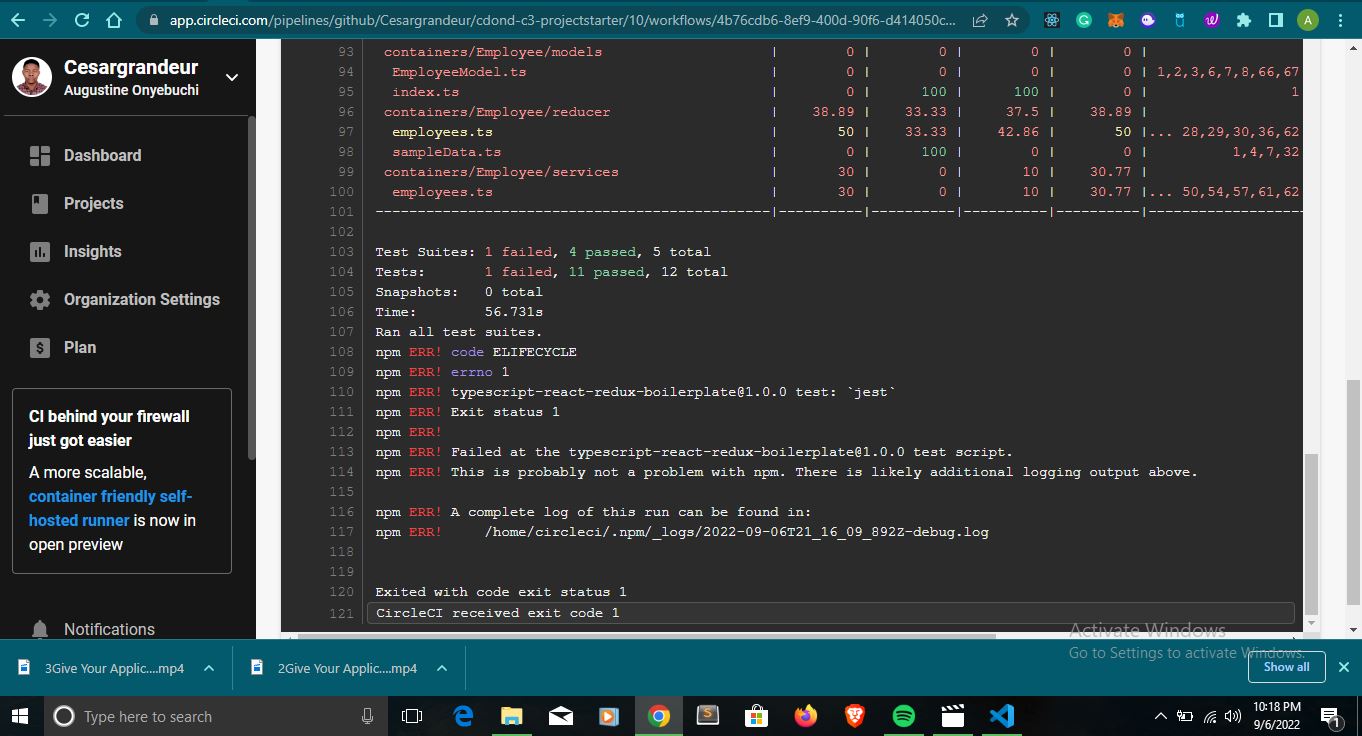 app.circleci.com/pipelines/github/Cesargrandeur/cdond-c3-projectstarter/10/workflows/4b76cdb6-8ef9-400d-90f6-d414050c...
A
Cesargrandeur
Augustine Onyebuchi
Dashboard
Projects
Insights
Organization Settings
Plan
CI behind your firewall
just got easier
A more scalable,
container friendly self-
hosted runner is now in
open preview
Notifications
93 containers/Employee/models | 0 | 0 | 0 | 0 |
94 EmployeeModel.ts | 0 | 0 | 0 | 0 | 1,2,3,6,7,8,66,67
95 index.ts | 0 | 100 | 100 | 0 | 1
96 containers/Employee/reducer | 38.89 | 33.33 | 37.5 | 38.89 |
97 employees.ts | 50 | 33.33 | 42.86 | 50 |... 28,29,30,36,62
98 sampleData.ts | 0 | 100 | 0 | 0 | 1,4,7,32
99 containers/Employee/services | 30 | 0 | 10 | 30.77 |
100 employees.ts | 30 | 0 | 10 | 30.77 |... 50,54,57,61,62
101 -----------------------------------------------|----------|----------|----------|----------|-------------------
102
103 Test Suites: 1 failed, 4 passed, 5 total
104 Tests: 1 failed, 11 passed, 12 total
105 Snapshots: 0 total
106 Time: 56.731s
107 Ran all test suites.
108 npm ERR! code ELIFECYCLE
109 npm ERR! errno 1
110 npm ERR! typescript-react-redux-boilerplate@1.0.0 test: `jest`
111 npm ERR! Exit status 1
112 npm ERR!
113 npm ERR! Failed at the typescript-react-redux-boilerplate@1.0.0 test script.
114 npm ERR! This is probably not a problem with npm. There is likely additional logging output above.
115
116 npm ERR! A complete log of this run can be found in:
117 npm ERR! /home/circleci/.npm/_logs/2022-09-06T21_16_09_892Z-debug.log
118
119
120 Exited with code exit status 1
121 CircleCI received exit code 1
Activate Windows
Go to Settings to activate Windows.
3Give Your Applic....mp4
2Give Your Applic....mp4
Show all
Type here to search
10:18 PM
9/6/2022
1